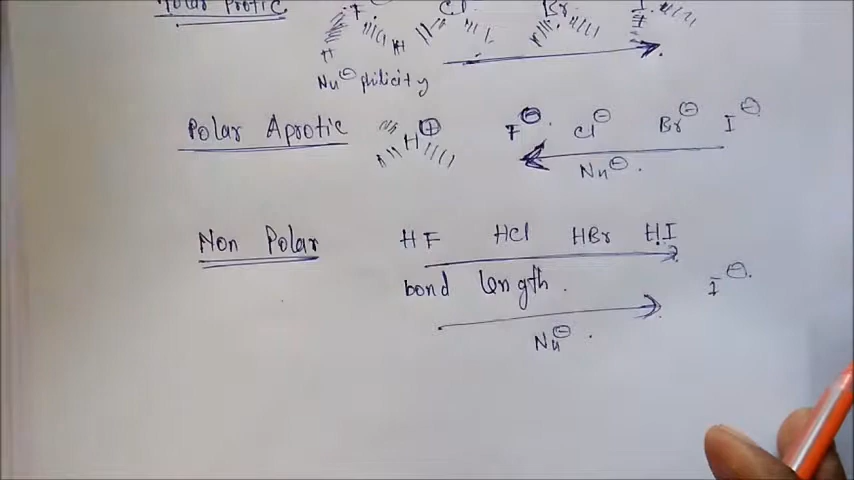 Polar Protic F Cl Br I
H H
Nu⊖philicity
Polar Aprotic H⊕ F⊖ Cl⊖ Br⊖ I⊖
Nu⊖.
Non Polar HF HCl HBr HI
bond length. I⊖
Nu⊖.